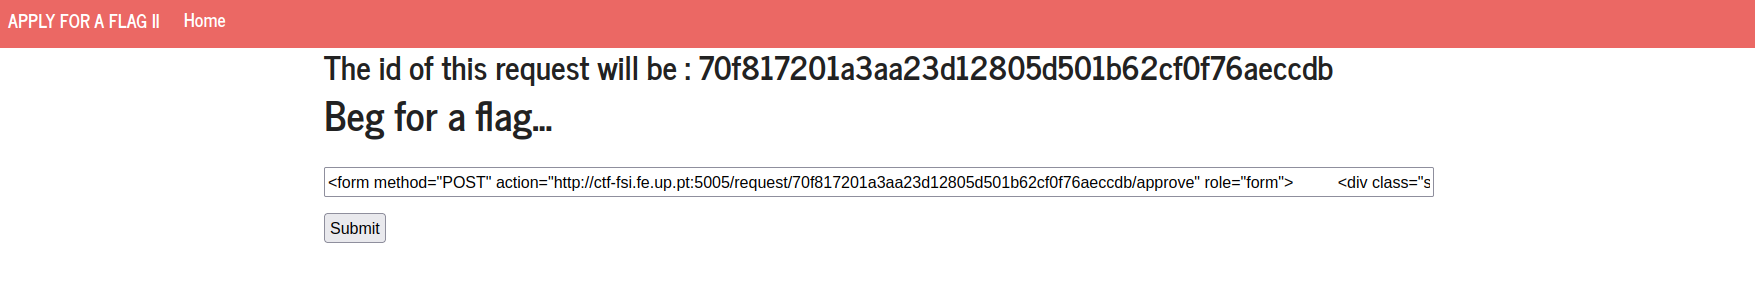 APPLY FOR A FLAG II Home
The id of this request will be : 70f817201a3aa23d12805d501b62cf0f76aeccdb
Beg for a flag...
<form method="POST" action="http://ctf-fsi.fe.up.pt:5005/request/70f817201a3aa23d12805d501b62cf0f76aeccdb/approve" role="form"> <div class="s
Submit